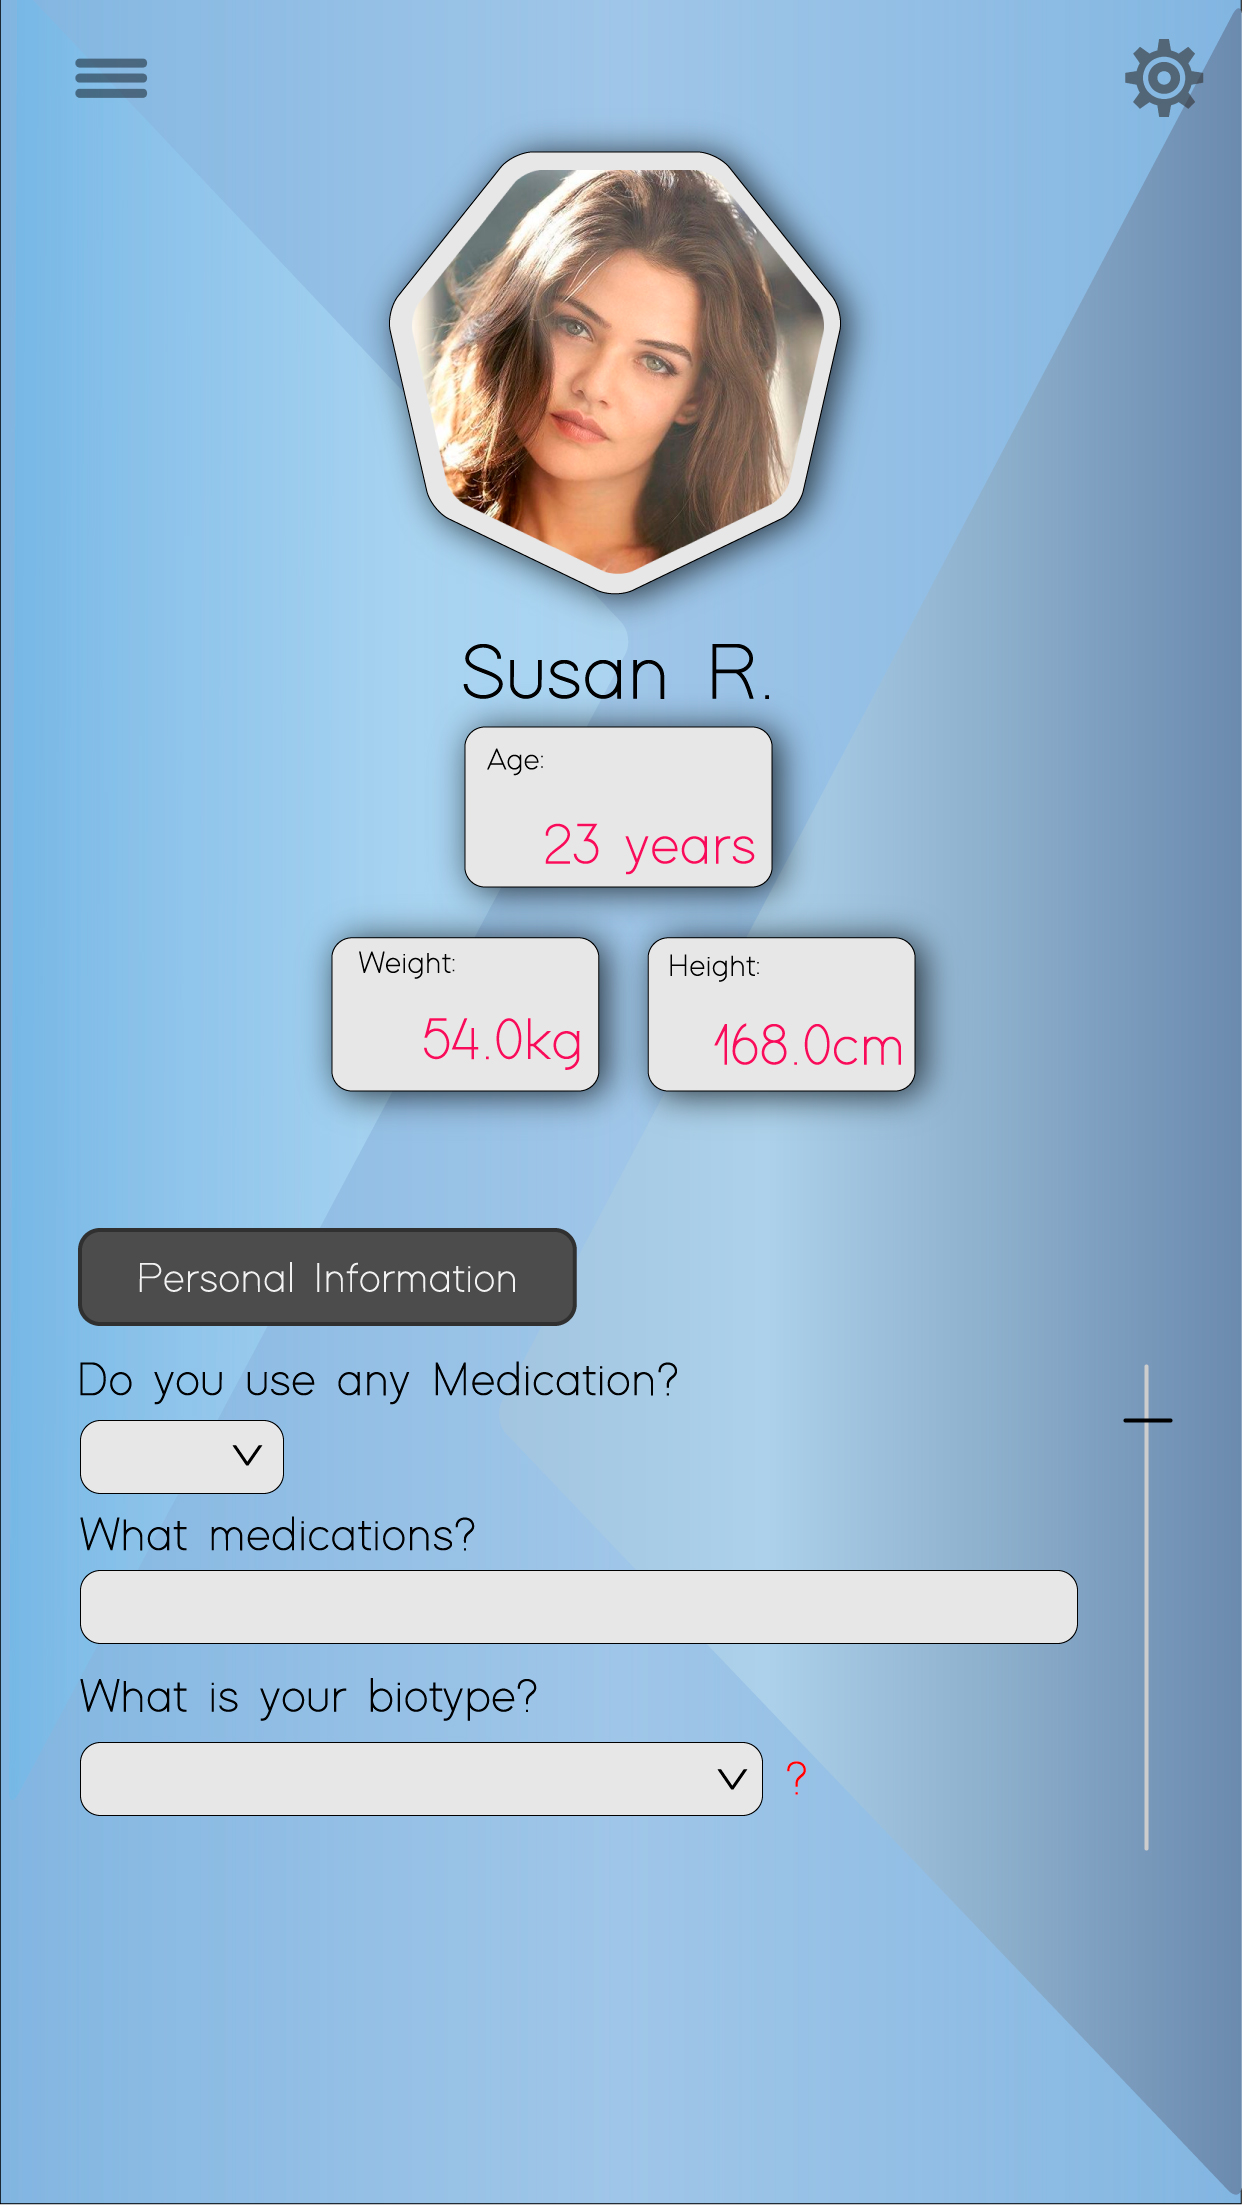 Susan R.
Age:
23 years
Weight:
54.0kg
Height:
168.0cm
Personal Information
Do you use any Medication?
What medications?
What is your biotype?
?